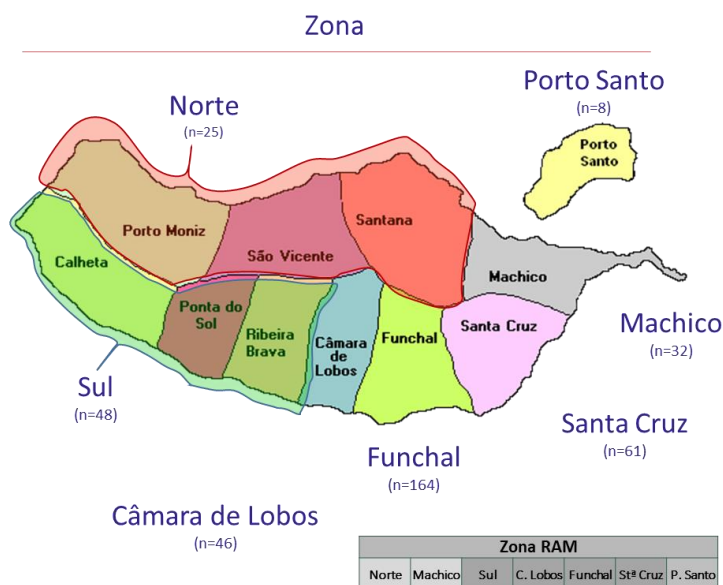 Zona
Porto Santo
(n=8)
Norte
(n=25)
Porto
Santo
Santana
Porto Moniz
São Vicente
Calheta
Machico
Ponta do
Sol
Ribeira
Brava
Câmara
de
Lobos
Funchal
Santa Cruz
Machico
(n=32)
Sul
(n=48)
Santa Cruz
(n=61)
Funchal
(n=164)
Câmara de Lobos
(n=46)
Zona RAM
Norte Machico Sul C. Lobos Funchal Stª Cruz P. Santo